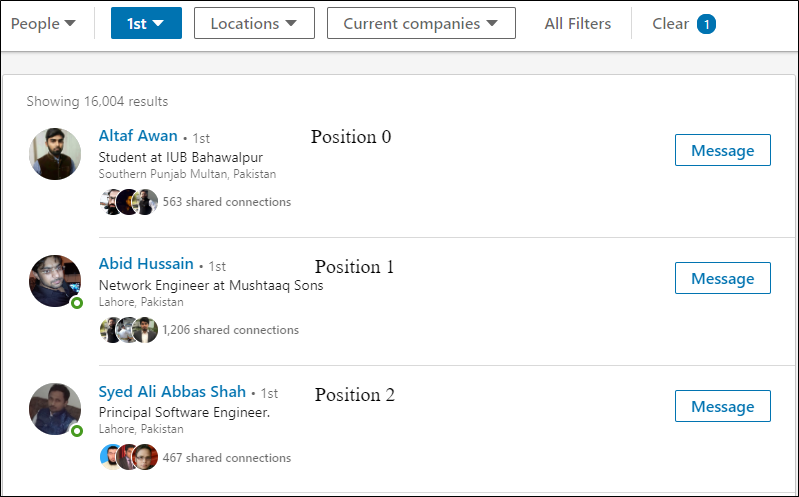 People 1st Locations Current companies All Filters Clear 1
Showing 16,004 results
Altaf Awan • 1st Position 0
Student at IUB Bahawalpur Message
Southern Punjab Multan, Pakistan
563 shared connections
Abid Hussain • 1st Position 1
Network Engineer at Mushtaaq Sons Message
Lahore, Pakistan
1,206 shared connections
Syed Ali Abbas Shah • 1st Position 2
Principal Software Engineer. Message
Lahore, Pakistan
467 shared connections